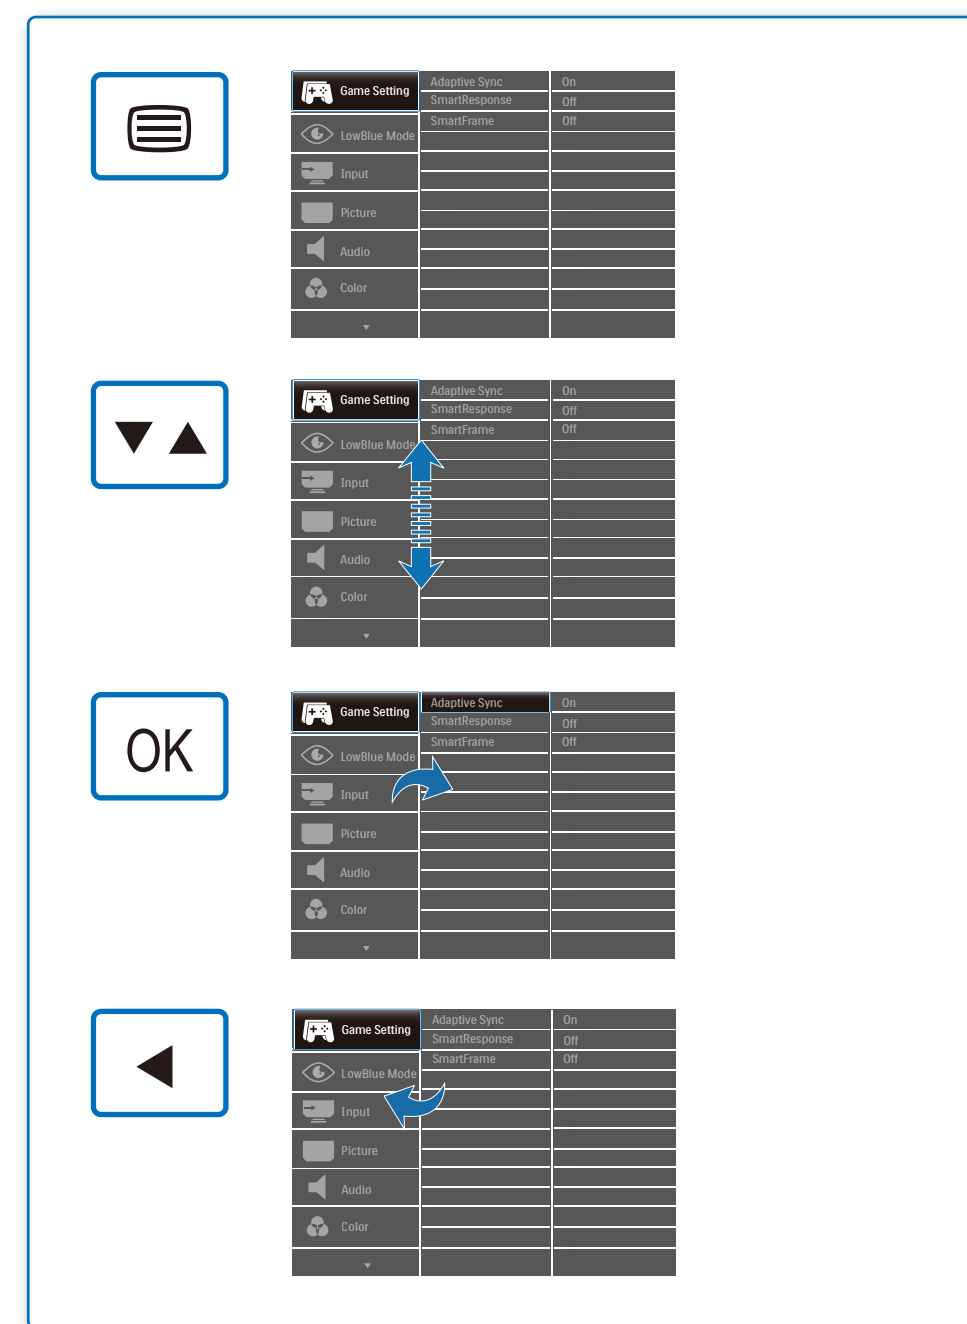 Game Setting
Adaptive Sync On
SmartResponse Off
SmartFrame Off
LowBlue Mode
Input
Picture
Audio
Color
Game Setting
Adaptive Sync On
SmartResponse Off
SmartFrame Off
LowBlue Mode
Input
Picture
Audio
Color
OK
Game Setting
Adaptive Sync On
SmartResponse Off
SmartFrame Off
LowBlue Mode
Input
Picture
Audio
Color
Game Setting
Adaptive Sync On
SmartResponse Off
SmartFrame Off
LowBlue Mode
Input
Picture
Audio
Color